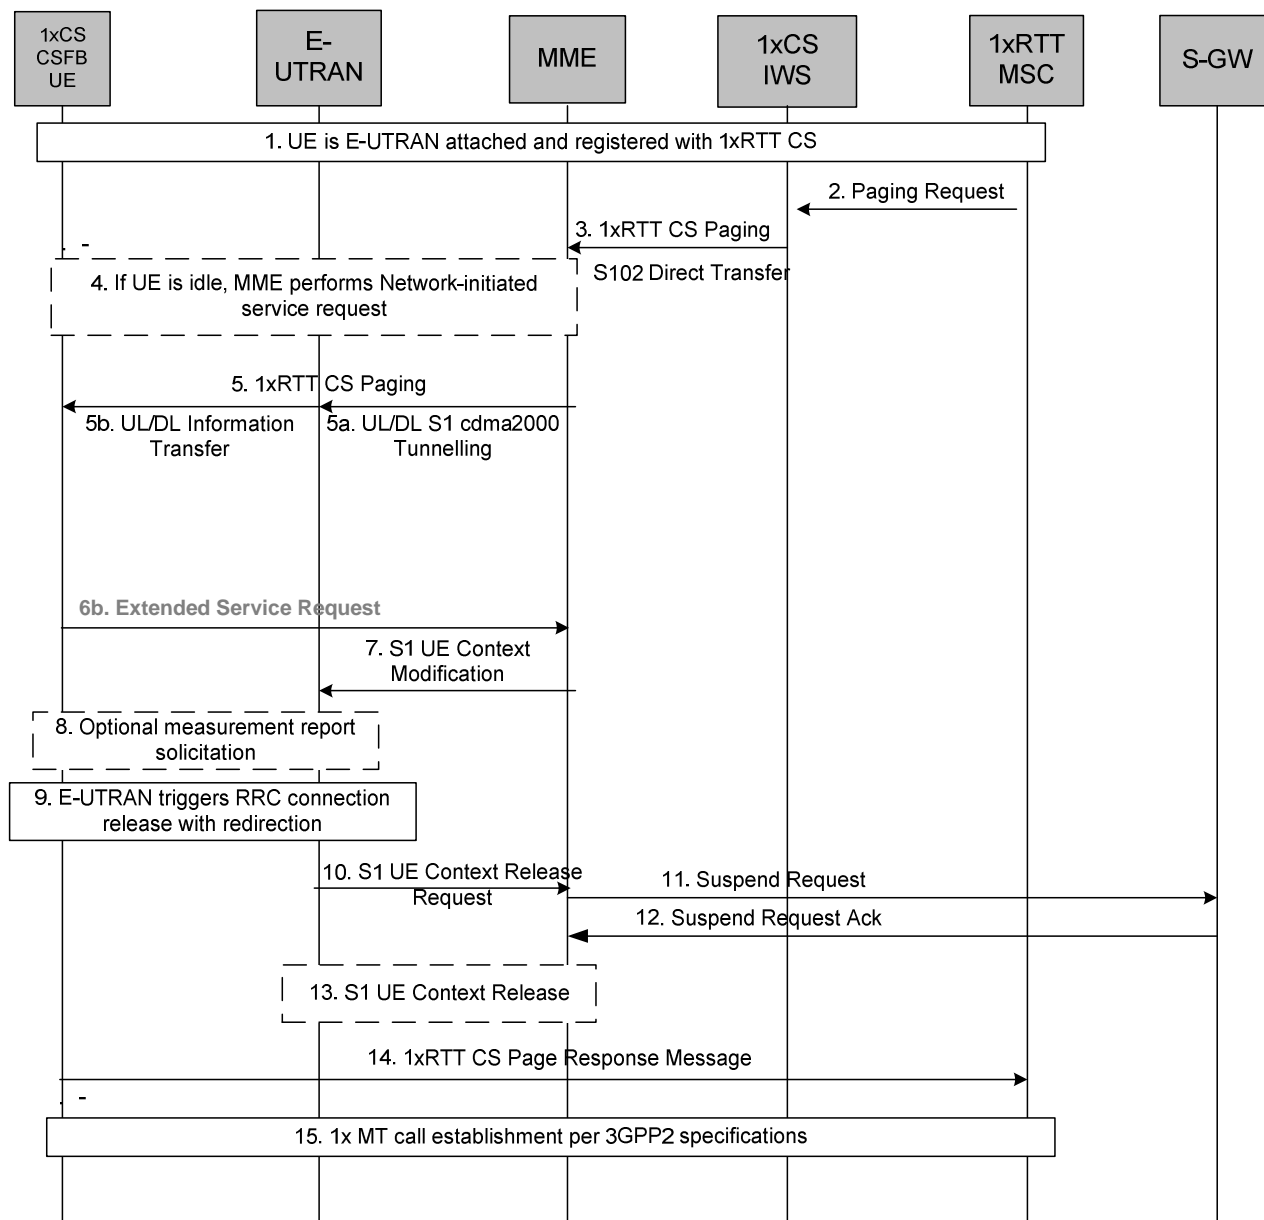 1xCS
CSFB
UE
E-
UTRAN
MME
1xCS
IWS
1xRTT
MSC
S-GW
1. UE is E-UTRAN attached and registered with 1xRTT CS
2. Paging Request
3. 1xRTT CS Paging
S102 Direct Transfer
4. If UE is idle, MME performs Network-initiated
service request
5. 1xRTT CS Paging
5b. UL/DL Information
Transfer
5a. UL/DL S1 cdma2000
Tunnelling
6b. Extended Service Request
7. S1 UE Context
Modification
8. Optional measurement report
solicitation
9. E-UTRAN triggers RRC connection
release with redirection
10. S1 UE Context Release
Request
11. Suspend Request
12. Suspend Request Ack
13. S1 UE Context Release
14. 1xRTT CS Page Response Message
15. 1x MT call establishment per 3GPP2 specifications